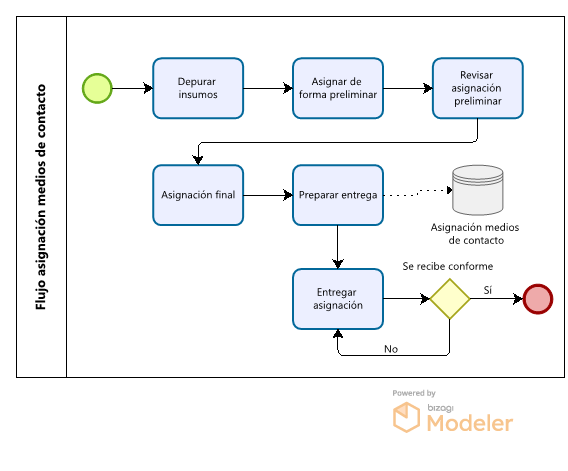 Flujo asignación medios de contacto
Depurar
insumos
Asignar de
forma preliminar
Revisar
asignación
preliminar
Asignación final
Preparar entrega
Asignación medios
de contacto
Entregar
asignación
Se recibe conforme
Sí
No
Powered by
bizagi
Modeler